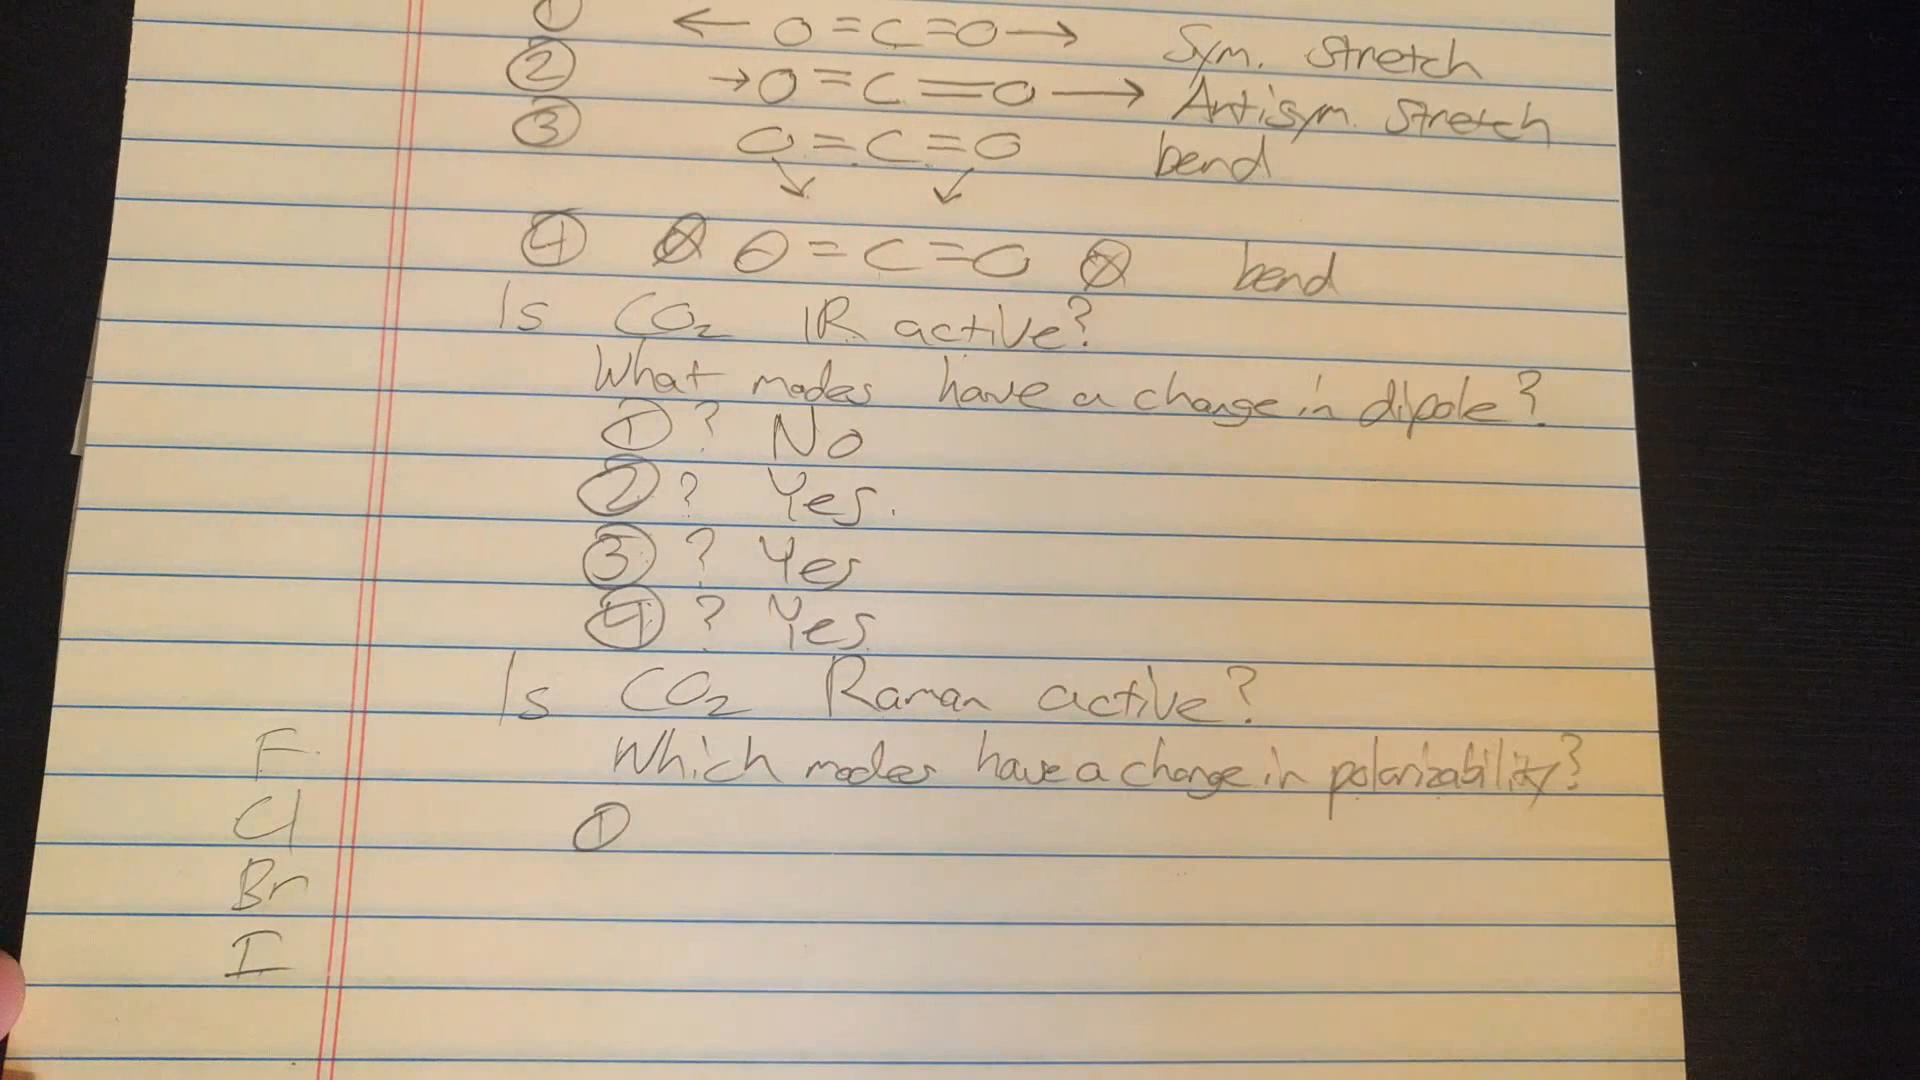 ① ← O=C=O → Sym. Stretch
② →O=C=O → Antisym. Stretch
③ O=C=O bend
↘ ↙
④ ⊗ O=C=O ⊗ bend
Is CO₂ IR active?
What modes have a change in dipole?
①? No
②? Yes.
③? Yes
④? Yes.
Is CO₂ Raman active?
Which modes have a change in polarizability?
①
F
Cl
Br
I